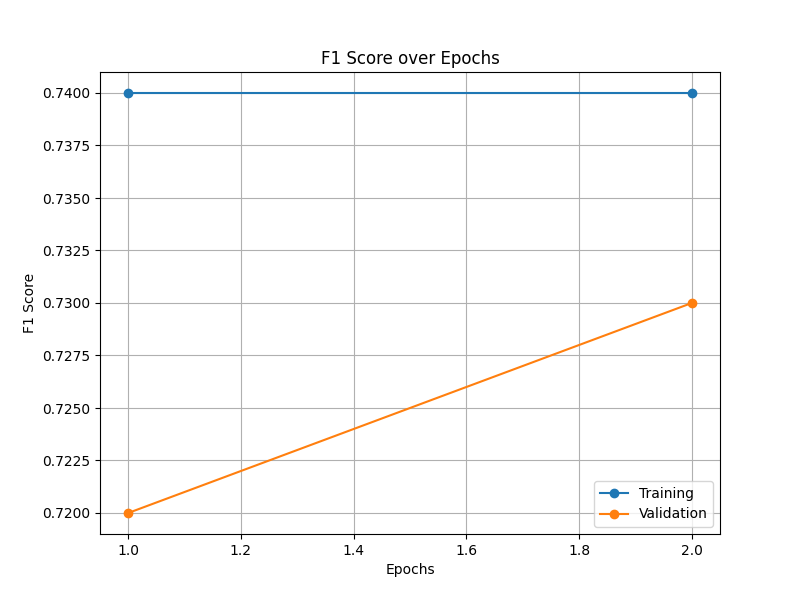 F1 Score over Epochs
0.7400
0.7375
0.7350
0.7325
0.7300
0.7275
0.7250
0.7225
0.7200
F1 Score
Training
Validation
1.0 1.2 1.4 1.6 1.8 2.0
Epochs